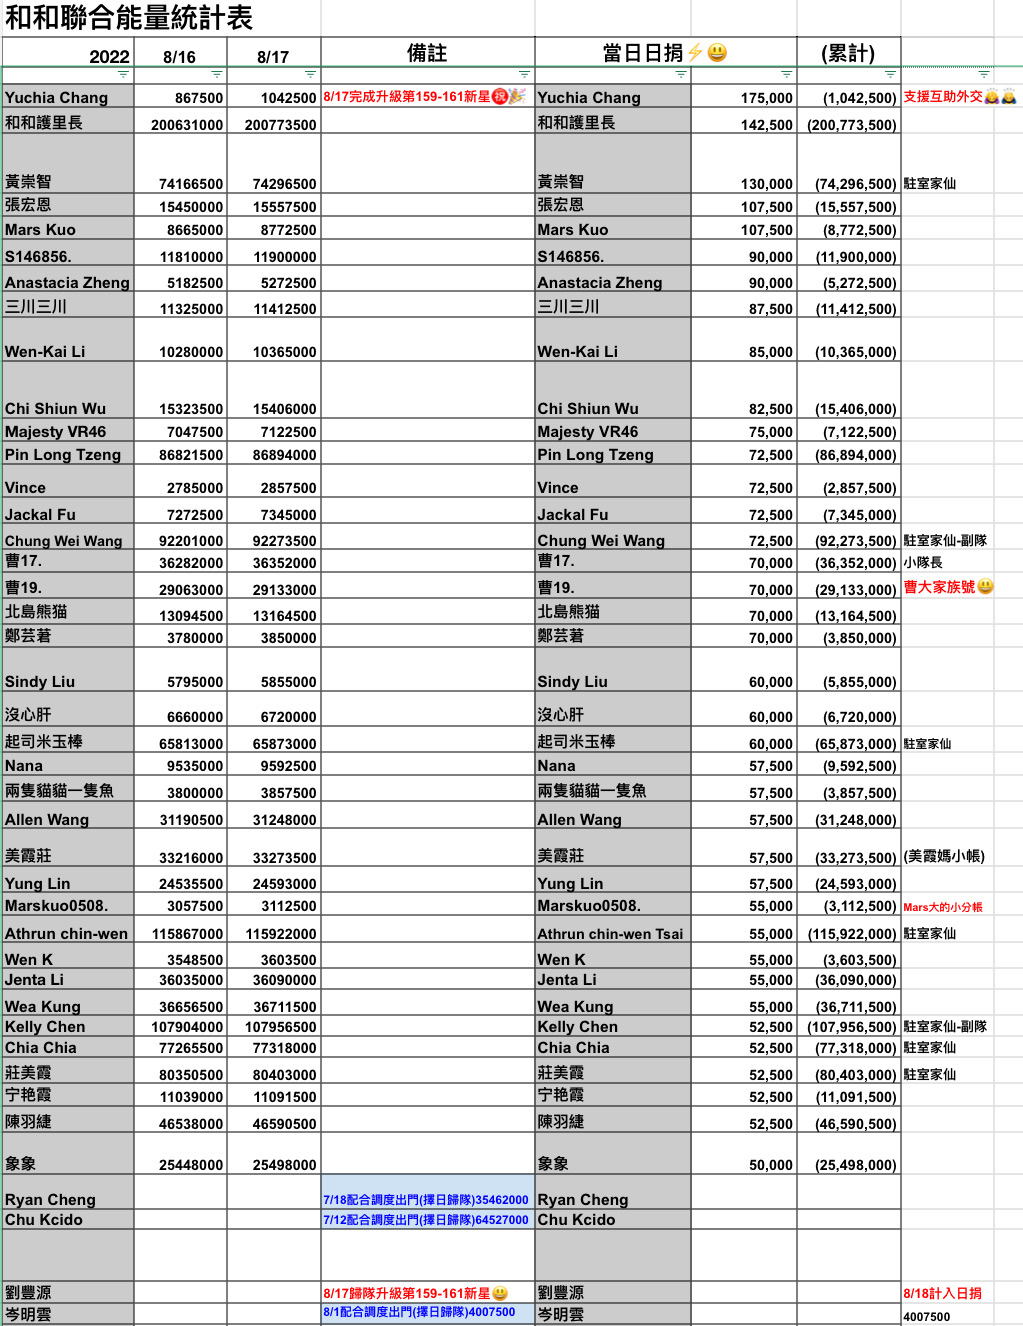 和和聯合能量統計表
2022 8/16 8/17 備註 當日日捐⚡😃 (累計)
Yuchia Chang 867500 1042500 8/17完成升級第159-161新星㊗️🎉 Yuchia Chang 175,000 (1,042,500) 支援互助外交🙇‍♀️🙇‍♂️
和和護里長 200631000 200773500 和和護里長 142,500 (200,773,500)
黃崇智 74166500 74296500 黃崇智 130,000 (74,296,500) 駐室家仙
張宏恩 15450000 15557500 張宏恩 107,500 (15,557,500)
Mars Kuo 8665000 8772500 Mars Kuo 107,500 (8,772,500)
S146856. 11810000 11900000 S146856. 90,000 (11,900,000)
Anastacia Zheng 5182500 5272500 Anastacia Zheng 90,000 (5,272,500)
三川三川 11325000 11412500 三川三川 87,500 (11,412,500)
Wen-Kai Li 10280000 10365000 Wen-Kai Li 85,000 (10,365,000)
Chi Shiun Wu 15323500 15406000 Chi Shiun Wu 82,500 (15,406,000)
Majesty VR46 7047500 7122500 Majesty VR46 75,000 (7,122,500)
Pin Long Tzeng 86821500 86894000 Pin Long Tzeng 72,500 (86,894,000)
Vince 2785000 2857500 Vince 72,500 (2,857,500)
Jackal Fu 7272500 7345000 Jackal Fu 72,500 (7,345,000)
Chung Wei Wang 92201000 92273500 Chung Wei Wang 72,500 (92,273,500) 駐室家仙-副隊
曹17. 36282000 36352000 曹17. 70,000 (36,352,000) 小隊長
曹19. 29063000 29133000 曹19. 70,000 (29,133,000) 曹大家族號😃
北島熊猫 13094500 13164500 北島熊猫 70,000 (13,164,500)
鄭芸蓍 3780000 3850000 鄭芸蓍 70,000 (3,850,000)
Sindy Liu 5795000 5855000 Sindy Liu 60,000 (5,855,000)
沒心肝 6660000 6720000 沒心肝 60,000 (6,720,000)
起司米玉棒 65813000 65873000 起司米玉棒 60,000 (65,873,000) 駐室家仙
Nana 9535000 9592500 Nana 57,500 (9,592,500)
兩隻貓貓一隻魚 3800000 3857500 兩隻貓貓一隻魚 57,500 (3,857,500)
Allen Wang 31190500 31248000 Allen Wang 57,500 (31,248,000)
美霞莊 33216000 33273500 美霞莊 57,500 (33,273,500) (美霞媽小帳)
Yung Lin 24535500 24593000 Yung Lin 57,500 (24,593,000)
Marskuo0508. 3057500 3112500 Marskuo0508. 55,000 (3,112,500) Mars大的小分帳
Athrun chin-wen 115867000 115922000 Athrun chin-wen Tsai 55,000 (115,922,000) 駐室家仙
Wen K 3548500 3603500 Wen K 55,000 (3,603,500)
Jenta Li 36035000 36090000 Jenta Li 55,000 (36,090,000)
Wea Kung 36656500 36711500 Wea Kung 55,000 (36,711,500)
Kelly Chen 107904000 107956500 Kelly Chen 52,500 (107,956,500) 駐室家仙-副隊
Chia Chia 77265500 77318000 Chia Chia 52,500 (77,318,000) 駐室家仙
莊美霞 80350500 80403000 莊美霞 52,500 (80,403,000) 駐室家仙
宁艳霞 11039000 11091500 宁艳霞 52,500 (11,091,500)
陳羽緁 46538000 46590500 陳羽緁 52,500 (46,590,500)
象象 25448000 25498000 象象 50,000 (25,498,000)
Ryan Cheng 7/18配合調度出門(擇日歸隊)35462000 Ryan Cheng
Chu Kcido 7/12配合調度出門(擇日歸隊)64527000 Chu Kcido
劉豐源 8/17歸隊升級第159-161新星😃 劉豐源 8/18計入日捐
岑明雲 8/1配合調度出門(擇日歸隊)4007500 岑明雲 4007500